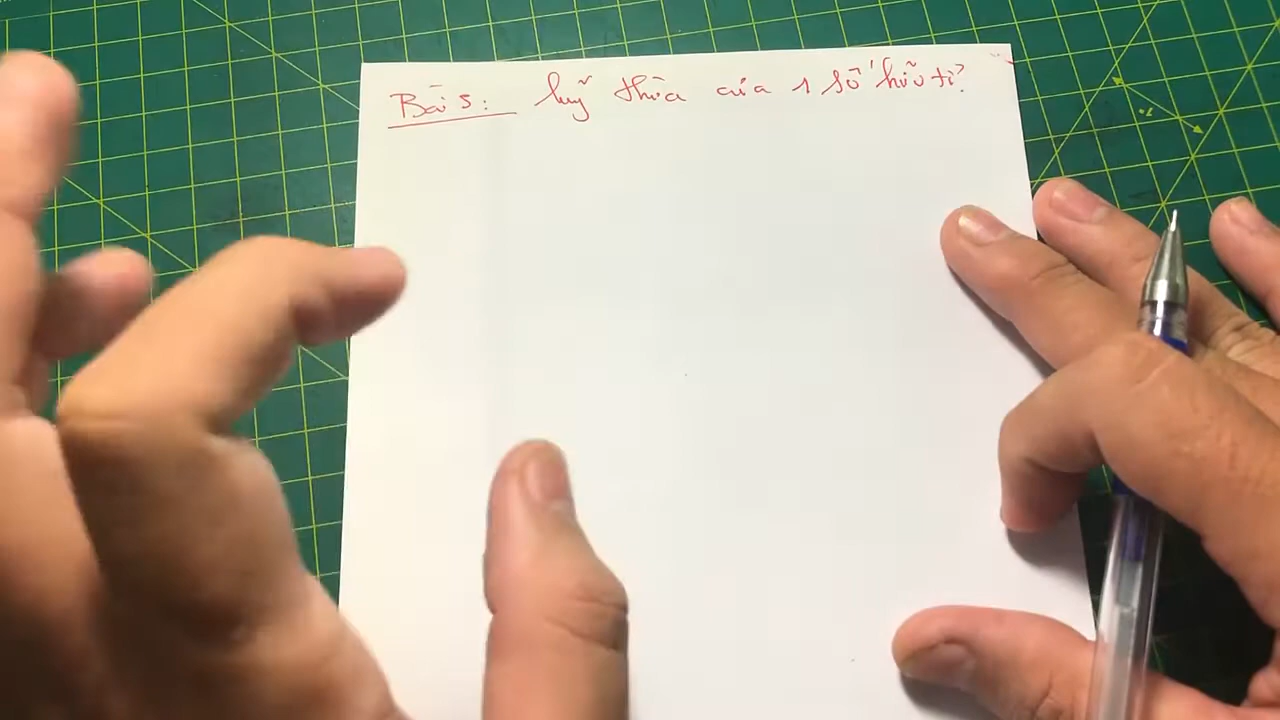 Bài 5: luỹ thừa của 1 số hữu tỉ